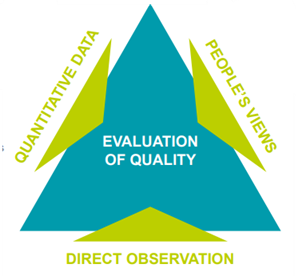 QUANTITATIVE DATA
PEOPLE'S VIEWS
EVALUATION
OF QUALITY
DIRECT OBSERVATION